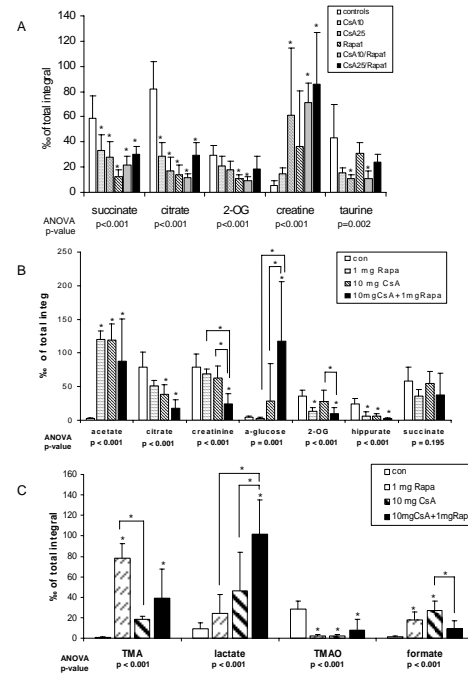 A
controls
CsA10
CsA25
Rapa1
CsA10/Rapa1
CsA25/Rapa1
‰ of total integral
140
120
100
80
60
40
20
0
succinate citrate 2-OG creatine taurine
ANOVA p<0.001 p<0.001 p<0.001 p<0.001 p=0.002
p-value
B
con
1 mg Rapa
10 mg CsA
10mgCsA+1mgRapa
‰ of total integ
250
200
150
100
50
0
acetate citrate creatinine a-glucose 2-OG hippurate succinate
ANOVA p < 0.001 p < 0.001 p < 0.001 p = 0.001 p < 0.001 p < 0.001 p = 0.195
p-value
C
con
1 mg Rapa
10 mg CsA
10mgCsA+1mgRap
‰ of total integral
160
140
120
100
80
60
40
20
0
TMA lactate TMAO formate
ANOVA p < 0.001 p < 0.001 p < 0.001 p < 0.001
p-value